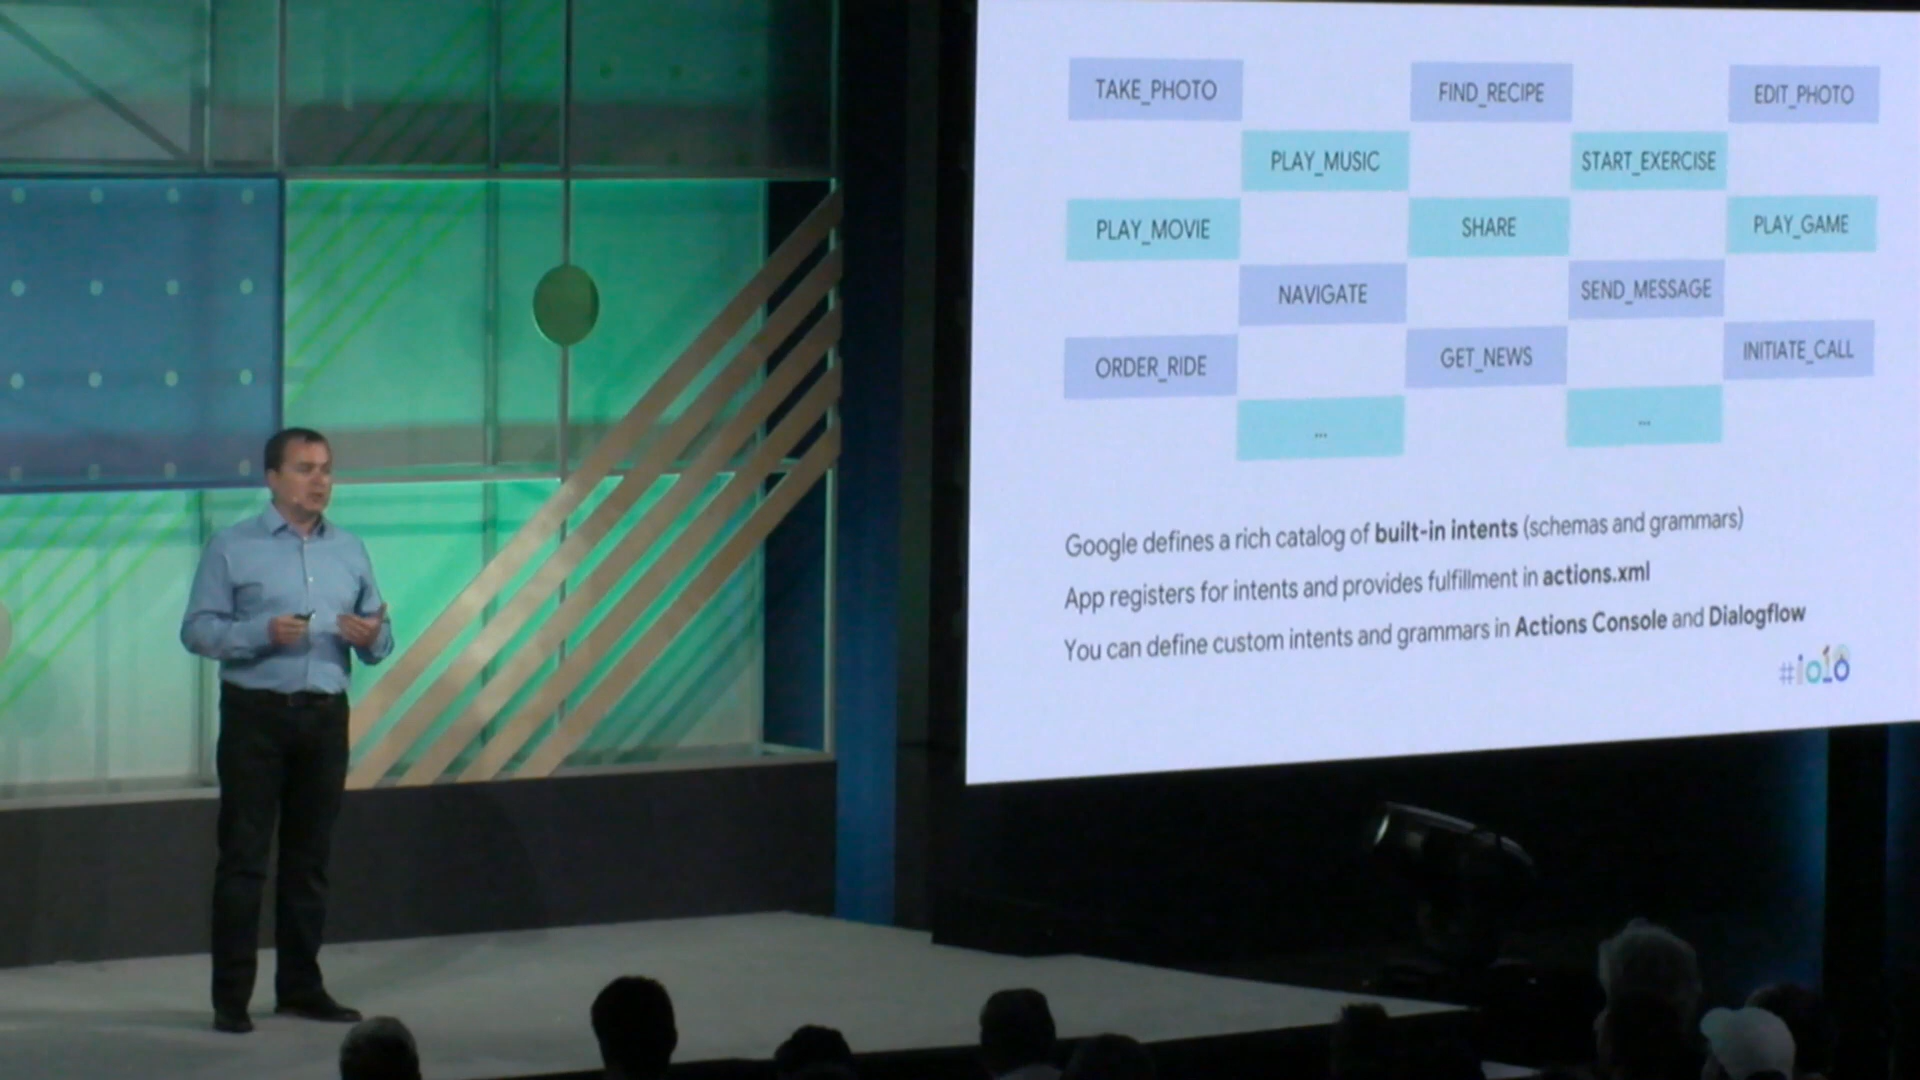 TAKE_PHOTO FIND_RECIPE EDIT_PHOTO
PLAY_MUSIC START_EXERCISE
PLAY_MOVIE SHARE PLAY_GAME
NAVIGATE SEND_MESSAGE
ORDER_RIDE GET_NEWS INITIATE_CALL
... ...
Google defines a rich catalog of built-in intents (schemas and grammars)
App registers for intents and provides fulfillment in actions.xml
You can define custom intents and grammars in Actions Console and Dialogflow
#io18